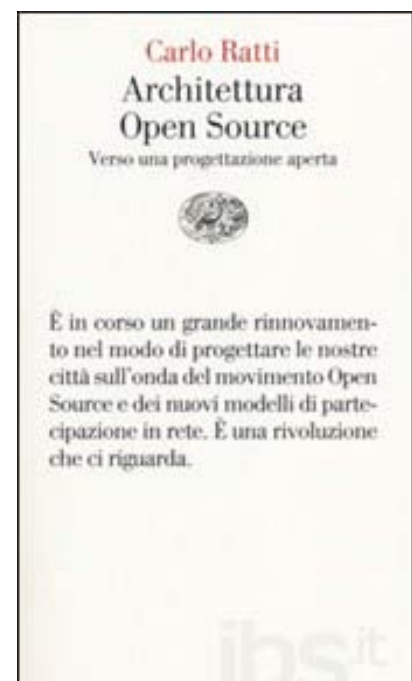 Carlo Ratti
Architettura
Open Source
Verso una progettazione aperta
È in corso un grande rinnovamen-
to nel modo di progettare le nostre
città sull'onda del movimento Open
Source e dei nuovi modelli di parte-
cipazione in rete. È una rivoluzione
che ci riguarda.
ibs.it